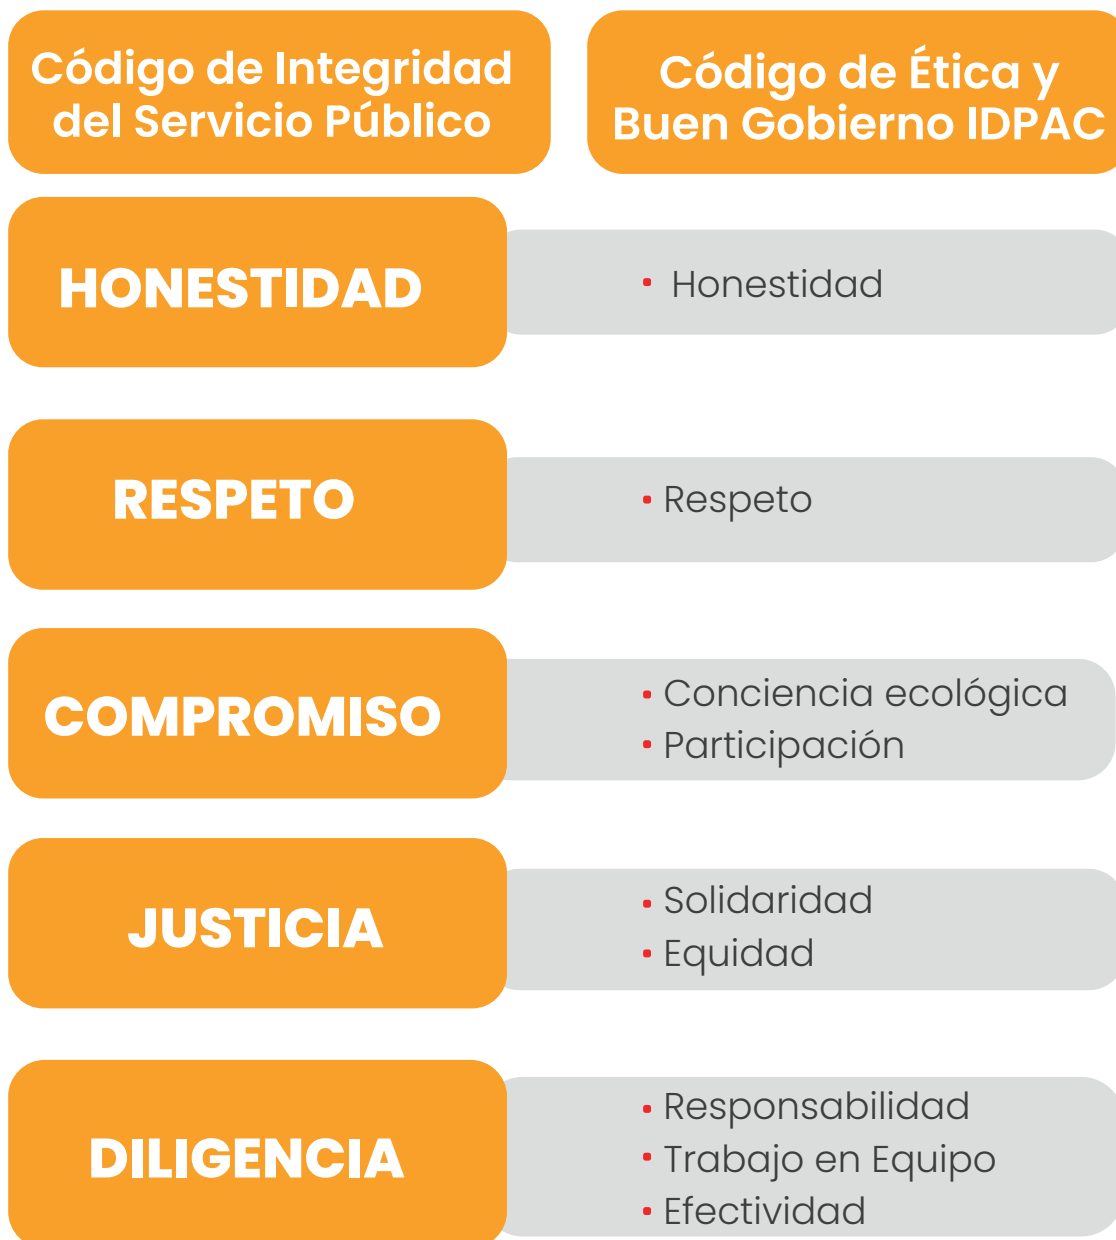 Código de Integridad
del Servicio Público
Código de Ética y
Buen Gobierno IDPAC
HONESTIDAD
• Honestidad
RESPETO
• Respeto
COMPROMISO
• Conciencia ecológica
• Participación
JUSTICIA
• Solidaridad
• Equidad
DILIGENCIA
• Responsabilidad
• Trabajo en Equipo
• Efectividad